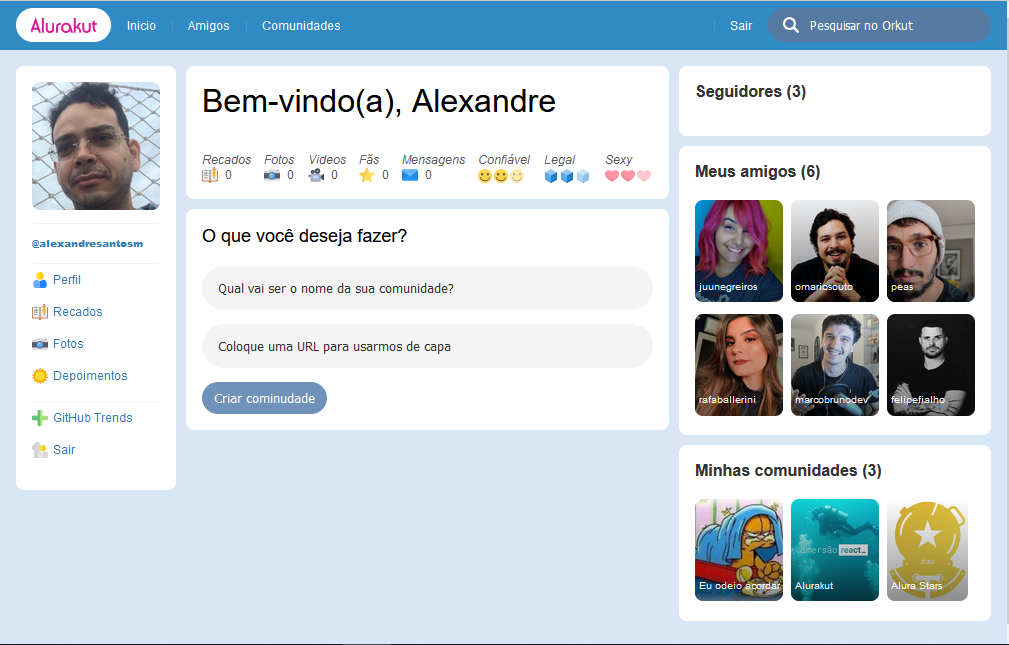 Alurakut
Inicio
Amigos
Comunidades
Sair
Pesquisar no Orkut
@alexandresantosm
Perfil
Recados
Fotos
Depoimentos
GitHub Trends
Sair
Bem-vindo(a), Alexandre
Recados Fotos Videos Fãs Mensagens Confiável Legal Sexy
0 0 0 0 0
O que você deseja fazer?
Qual vai ser o nome da sua comunidade?
Coloque uma URL para usarmos de capa
Criar cominudade
Seguidores (3)
Meus amigos (6)
juunegreiros omariosouto peas
rafaballerini marcobrunodev felipefialho
Minhas comunidades (3)
imersão react_
alura
Eu odeio acordar Alurakut Alura Stars